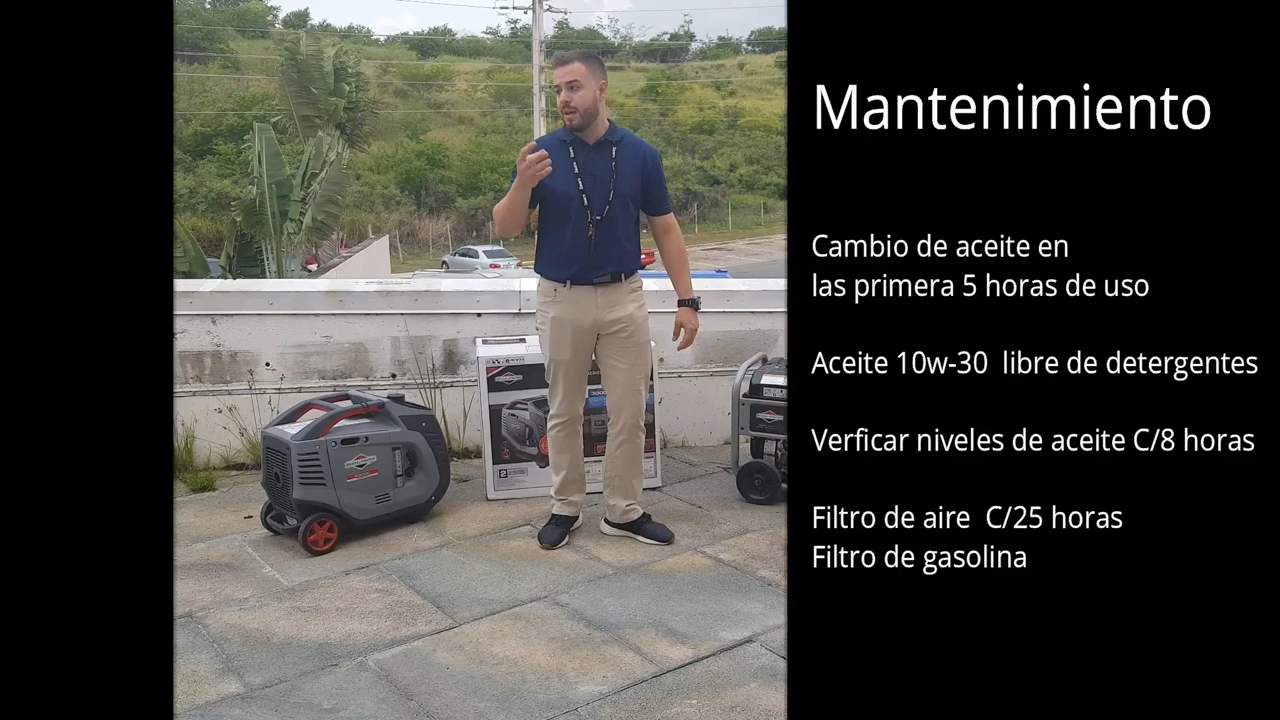 Mantenimiento
Cambio de aceite en
las primera 5 horas de uso
Aceite 10w-30  libre de detergentes
Verficar niveles de aceite C/8 horas
Filtro de aire  C/25 horas
Filtro de gasolina